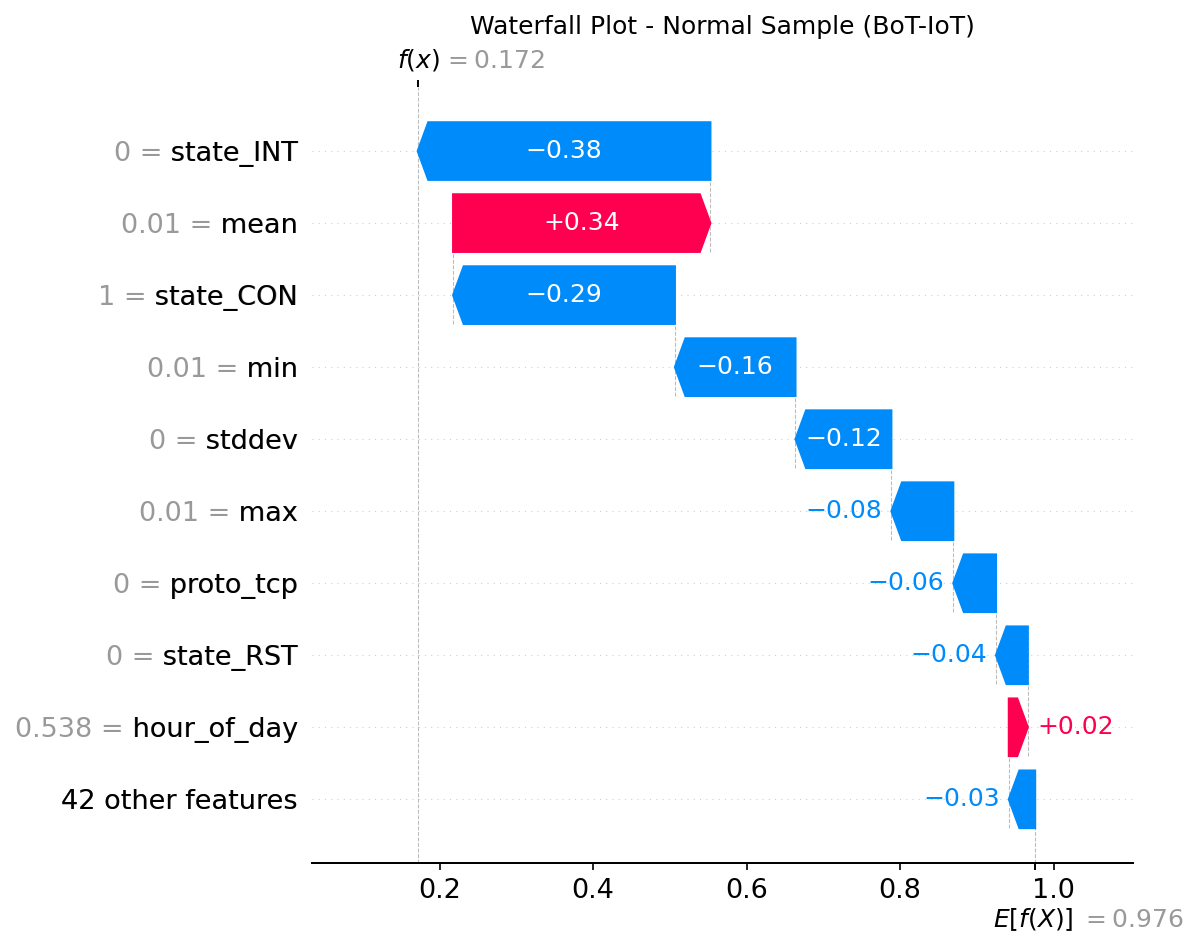 Waterfall Plot - Normal Sample (BoT-IoT)
f(x) = 0.172
0 = state_INT −0.38
0.01 = mean +0.34
1 = state_CON −0.29
0.01 = min −0.16
0 = stddev −0.12
0.01 = max −0.08
0 = proto_tcp −0.06
0 = state_RST −0.04
0.538 = hour_of_day +0.02
42 other features −0.03
0.2 0.4 0.6 0.8 1.0
E[f(X)] = 0.976